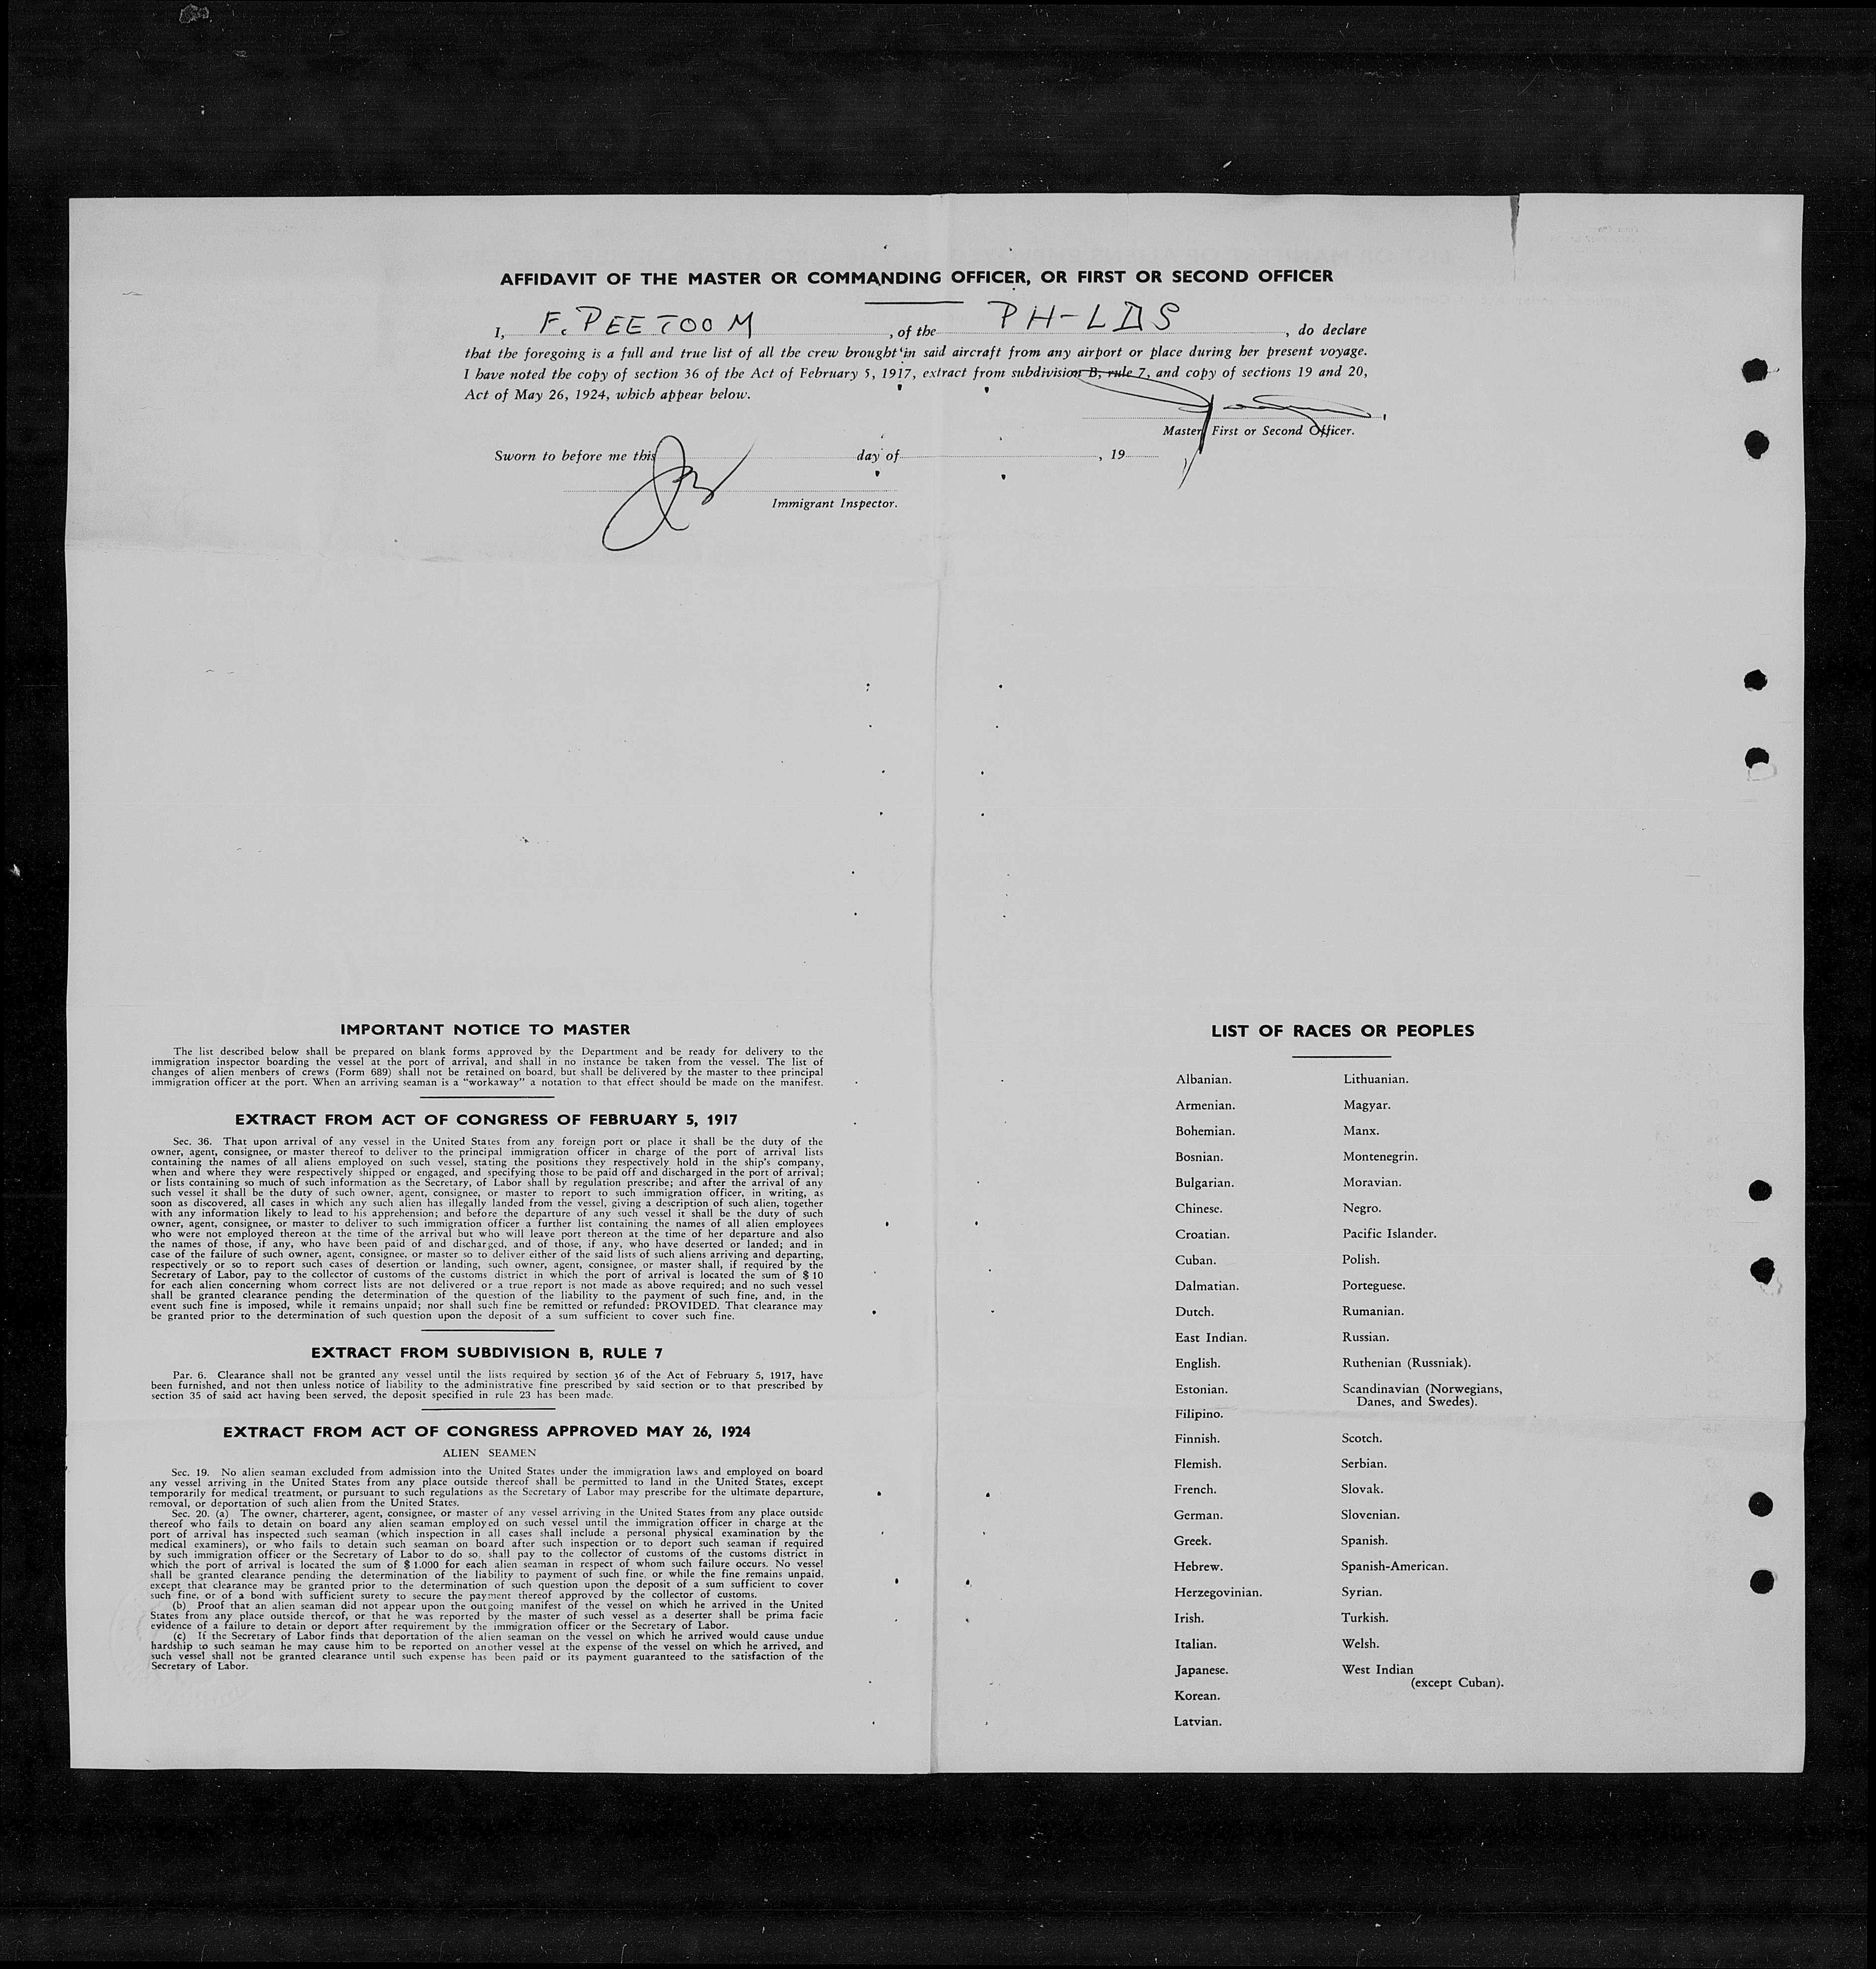 AFFIDAVIT OF THE MASTER OR COMMANDING OFFICER, OR FIRST OR SECOND OFFICER
I, F. PEETOOM, of the PH-LDS, do declare
that the foregoing is a full and true list of all the crew brought in said aircraft from any airport or place during her present voyage.
I have noted the copy of section 36 of the Act of February 5, 1917, extract from subdivision B, rule 7, and copy of sections 19 and 20,
Act of May 26, 1924, which appear below.
Master, First or Second Officer.
Sworn to before me this day of , 19
Immigrant Inspector.
IMPORTANT NOTICE TO MASTER
The list described below shall be prepared on blank forms approved by the Department and be ready for delivery to the
immigration inspector boarding the vessel at the port of arrival, and shall in no instance be taken from the vessel. The list of
changes of alien menbers of crews (Form 689) shall not be retained on board, but shall be delivered by the master to thee principal
immigration officer at the port. When an arriving seaman is a "workaway" a notation to that effect should be made on the manifest.
EXTRACT FROM ACT OF CONGRESS OF FEBRUARY 5, 1917
Sec. 36. That upon arrival of any vessel in the United States from any foreign port or place it shall be the duty of the
owner, agent, consignee, or master thereof to deliver to the principal immigration officer in charge of the port of arrival lists
containing the names of all aliens employed on such vessel, stating the positions they respectively hold in the ship's company,
when and where they were respectively shipped or engaged, and specifying those to be paid off and discharged in the port of arrival;
or lists containing so much of such information as the Secretary, of Labor shall by regulation prescribe; and after the arrival of any
such vessel it shall be the duty of such owner, agent, consignee, or master to report to such immigration officer, in writing, as
soon as discovered, all cases in which any such alien has illegally landed from the vessel, giving a description of such alien, together
with any information likely to lead to his apprehension; and before the departure of any such vessel it shall be the duty of such
owner, agent, consignee, or master to deliver to such immigration officer a further list containing the names of all alien employees
who were not employed thereon at the time of the arrival but who will leave port thereon at the time of her departure and also
the names of those, if any, who have been paid of and discharged, and of those, if any, who have deserted or landed; and in
case of the failure of such owner, agent, consignee, or master so to deliver either of the said lists of such aliens arriving and departing,
respectively or so to report such cases of desertion or landing, such owner, agent, consignee, or master shall, if required by the
Secretary of Labor, pay to the collector of customs of the customs district in which the port of arrival is located the sum of $ 10
for each alien concerning whom correct lists are not delivered or a true report is not made as above required; and no such vessel
shall be granted clearance pending the determination of the question of the liability to the payment of such fine, and, in the
event such fine is imposed, while it remains unpaid; nor shall such fine be remitted or refunded: PROVIDED. That clearance may
be granted prior to the determination of such question upon the deposit of a sum sufficient to cover such fine.
EXTRACT FROM SUBDIVISION B, RULE 7
Par. 6. Clearance shall not be granted any vessel until the lists required by section 36 of the Act of February 5, 1917, have
been furnished, and not then unless notice of liability to the administrative fine prescribed by said section or to that prescribed by
section 35 of said act having been served, the deposit specified in rule 23 has been made.
EXTRACT FROM ACT OF CONGRESS APPROVED MAY 26, 1924
ALIEN SEAMEN
Sec. 19. No alien seaman excluded from admission into the United States under the immigration laws and employed on board
any vessel arriving in the United States from any place outside thereof shall be permitted to land in the United States, except
temporarily for medical treatment, or pursuant to such regulations as the Secretary of Labor may prescribe for the ultimate departure,
removal, or deportation of such alien from the United States.
Sec. 20. (a) The owner, charterer, agent, consignee, or master of any vessel arriving in the United States from any place outside
thereof who fails to detain on board any alien seaman employed on such vessel until the immigration officer in charge at the
port of arrival has inspected such seaman (which inspection in all cases shall include a personal physical examination by the
medical examiners), or who fails to detain such seaman on board after such inspection or to deport such seaman if required
by such immigration officer or the Secretary of Labor to do so, shall pay to the collector of customs of the customs district in
which the port of arrival is located the sum of $ 1.000 for each alien seaman in respect of whom such failure occurs. No vessel
shall be granted clearance pending the determination of the liability to payment of such fine, or while the fine remains unpaid,
except that clearance may be granted prior to the determination of such question upon the deposit of a sum sufficient to cover
such fine, or of a bond with sufficient surety to secure the payment thereof approved by the collector of customs.
(b) Proof that an alien seaman did not appear upon the outgoing manifest of the vessel on which he arrived in the United
States from any place outside thereof, or that he was reported by the master of such vessel as a deserter shall be prima facie
evidence of a failure to detain or deport after requirement by the immigration officer or the Secretary of Labor.
(c) If the Secretary of Labor finds that deportation of the alien seaman on the vessel on which he arrived would cause undue
hardship to such seaman he may cause him to be reported on another vessel at the expense of the vessel on which he arrived, and
such vessel shall not be granted clearance until such expense has been paid or its payment guaranteed to the satisfaction of the
Secretary of Labor.
LIST OF RACES OR PEOPLES
Albanian.
Armenian.
Bohemian.
Bosnian.
Bulgarian.
Chinese.
Croatian.
Cuban.
Dalmatian.
Dutch.
East Indian.
English.
Estonian.
Filipino.
Finnish.
Flemish.
French.
German.
Greek.
Hebrew.
Herzegovinian.
Irish.
Italian.
Japanese.
Korean.
Latvian.
Lithuanian.
Magyar.
Manx.
Montenegrin.
Moravian.
Negro.
Pacific Islander.
Polish.
Porteguese.
Rumanian.
Russian.
Ruthenian (Russniak).
Scandinavian (Norwegians,
Danes, and Swedes).
Scotch.
Serbian.
Slovak.
Slovenian.
Spanish.
Spanish-American.
Syrian.
Turkish.
Welsh.
West Indian
(except Cuban).